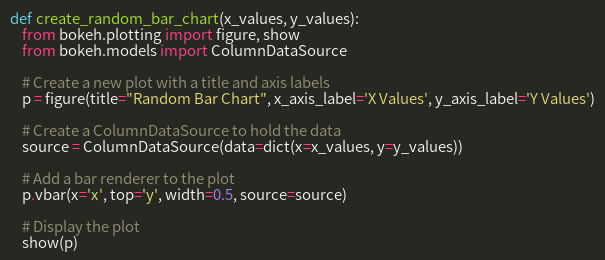 def create_random_bar_chart(x_values, y_values):
    from bokeh.plotting import figure, show
    from bokeh.models import ColumnDataSource

    # Create a new plot with a title and axis labels
    p = figure(title="Random Bar Chart", x_axis_label='X Values', y_axis_label='Y Values')

    # Create a ColumnDataSource to hold the data
    source = ColumnDataSource(data=dict(x=x_values, y=y_values))

    # Add a bar renderer to the plot
    p.vbar(x='x', top='y', width=0.5, source=source)

    # Display the plot
    show(p)